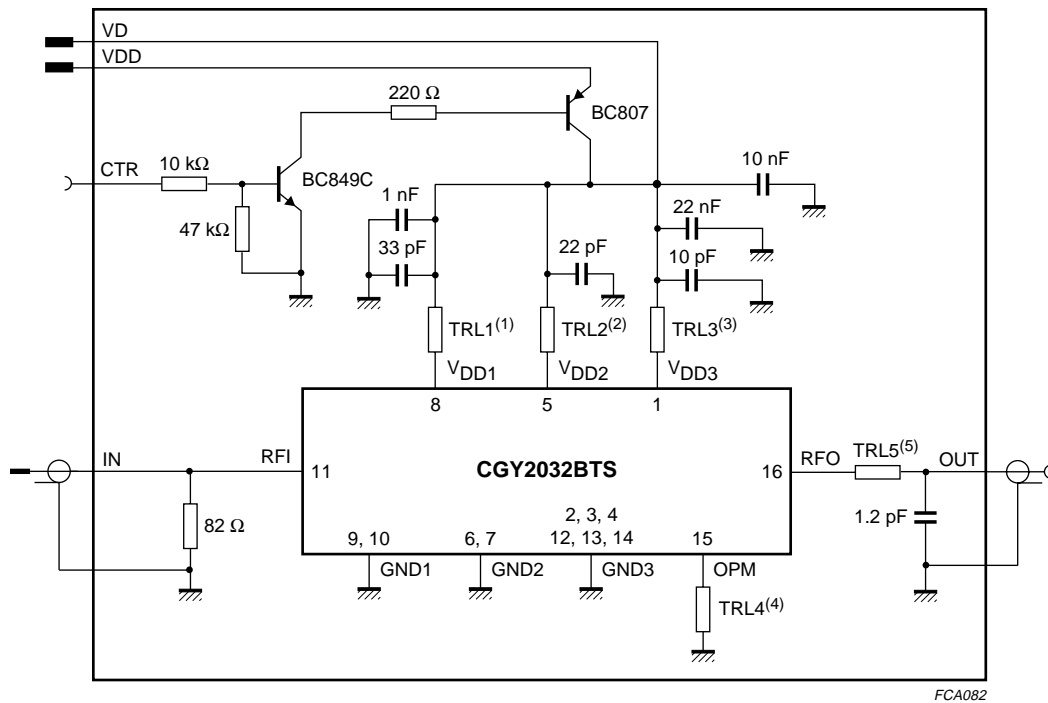 VD
VDD
220 Ω
BC807
CTR
10 kΩ
BC849C
47 kΩ
1 nF
33 pF
22 pF
10 nF
22 nF
10 pF
TRL1(1)
TRL2(2)
TRL3(3)
VDD1
VDD2
VDD3
8
5
1
IN
RFI
11
CGY2032BTS
16
RFO
TRL5(5)
OUT
82 Ω
1.2 pF
9, 10
6, 7
2, 3, 4
12, 13, 14
15
GND1
GND2
GND3
OPM
TRL4(4)
FCA082